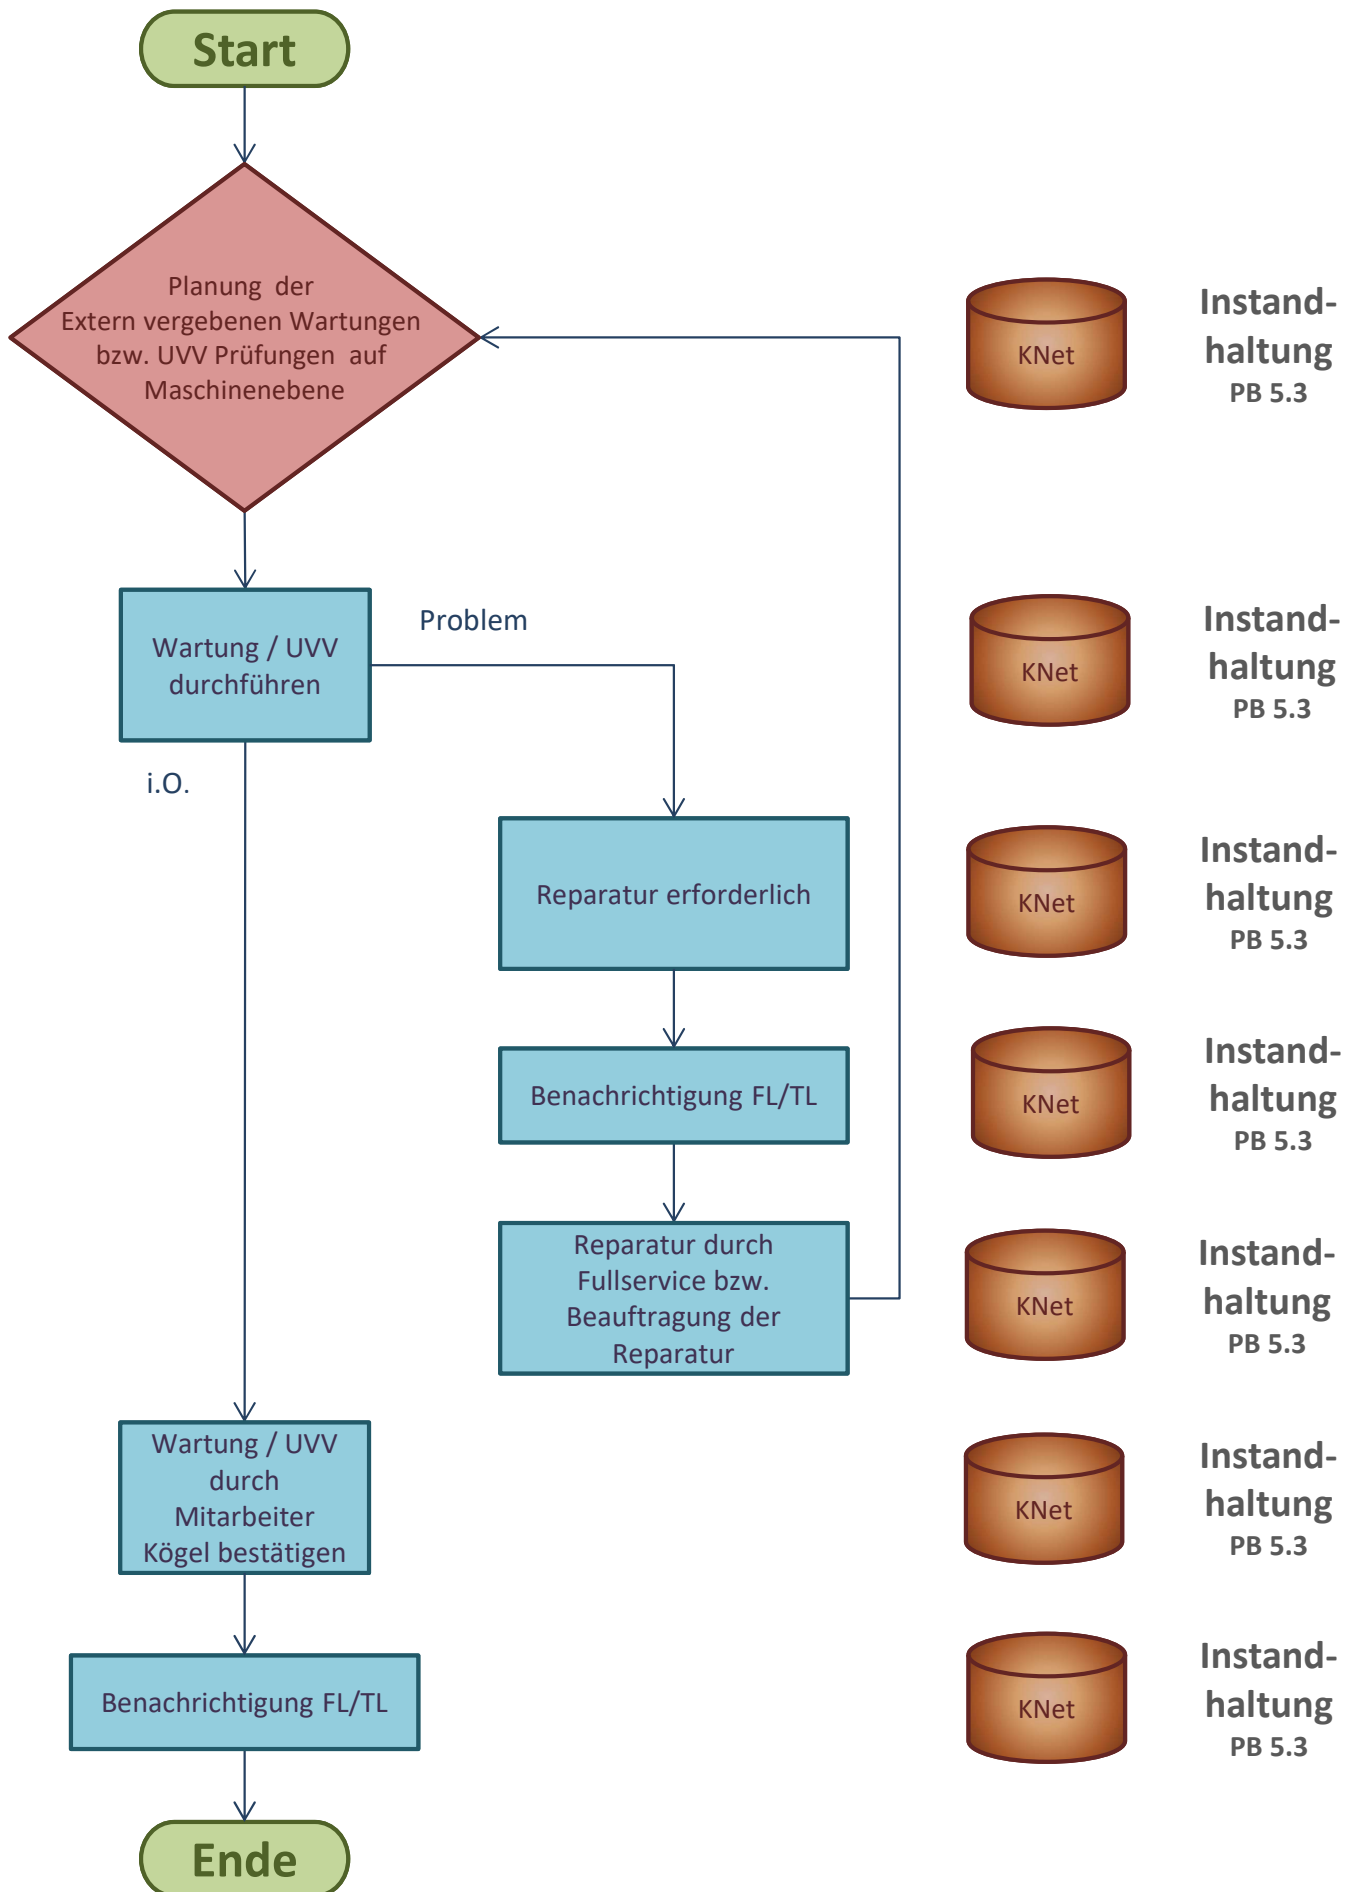 Start
Planung der
Extern vergebenen Wartungen
bzw. UVV Prüfungen auf
Maschinenebene
KNet
Instand-
haltung
PB 5.3
Wartung / UVV
durchführen
Problem
KNet
Instand-
haltung
PB 5.3
i.O.
Reparatur erforderlich
KNet
Instand-
haltung
PB 5.3
Benachrichtigung FL/TL
KNet
Instand-
haltung
PB 5.3
Reparatur durch
Fullservice bzw.
Beauftragung der
Reparatur
KNet
Instand-
haltung
PB 5.3
Wartung / UVV
durch
Mitarbeiter
Kögel bestätigen
KNet
Instand-
haltung
PB 5.3
Benachrichtigung FL/TL
KNet
Instand-
haltung
PB 5.3
Ende